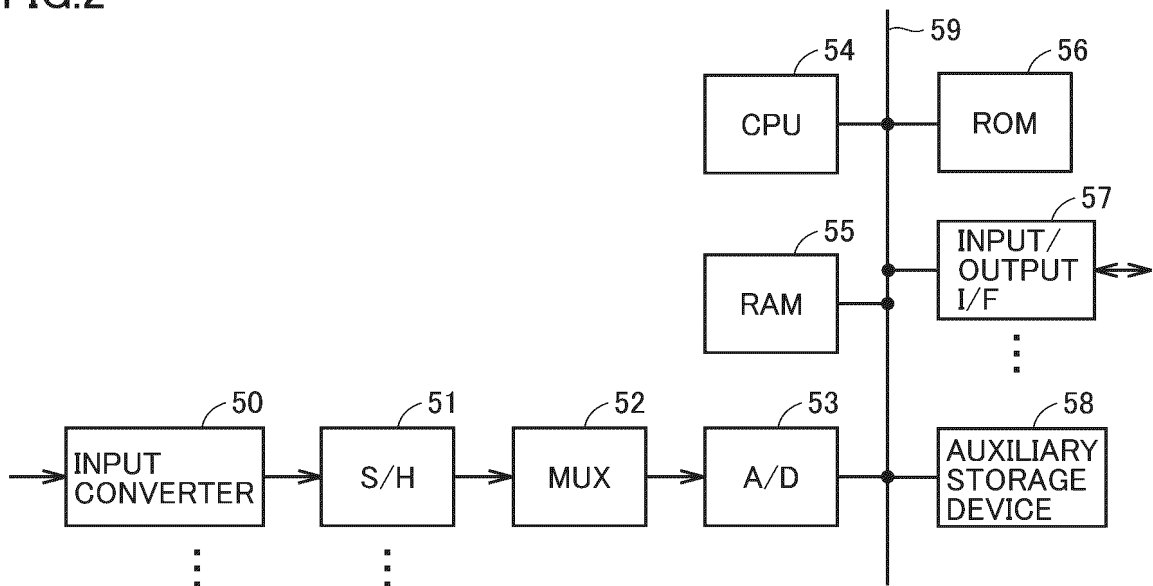 FIG.2
59
54
56
CPU
ROM
57
55
INPUT/
OUTPUT
I/F
RAM
50
51
52
53
58
INPUT
CONVERTER
S/H
MUX
A/D
AUXILIARY
STORAGE
DEVICE